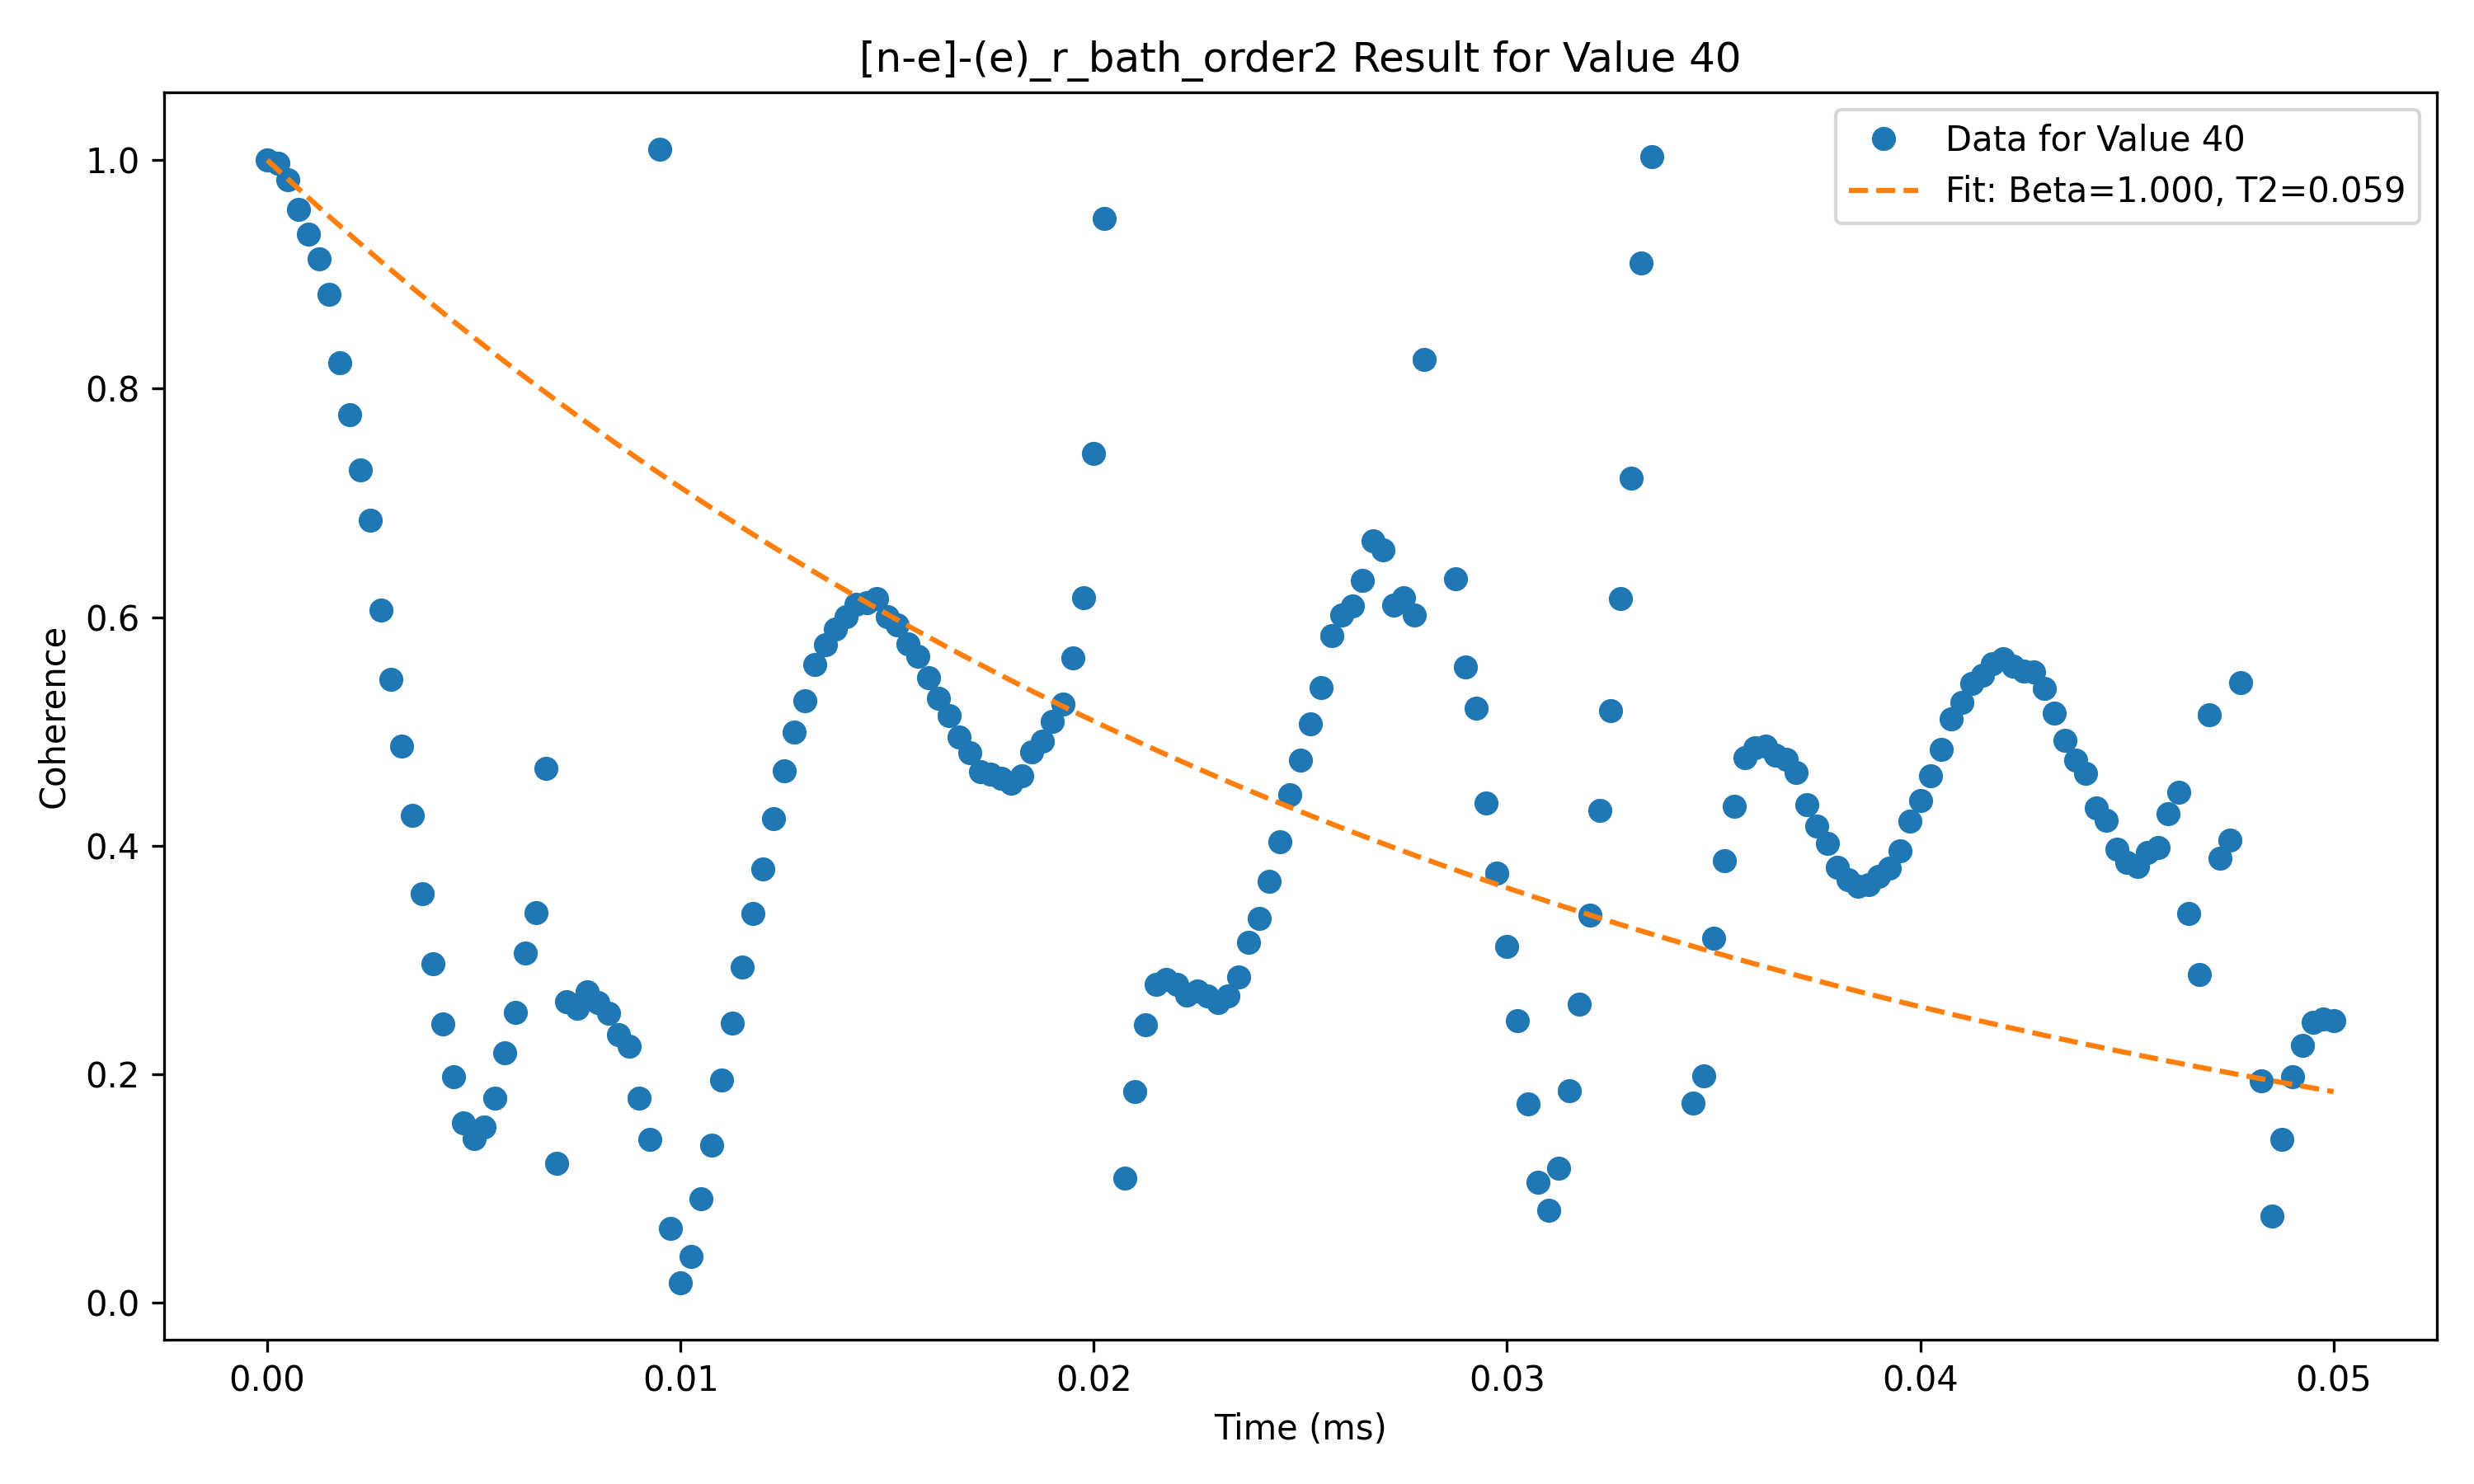 [n-e]-(e)_r_bath_order2 Result for Value 40
Data for Value 40
Fit: Beta=1.000, T2=0.059
Coherence
1.0
0.8
0.6
0.4
0.2
0.0
0.00 0.01 0.02 0.03 0.04 0.05
Time (ms)